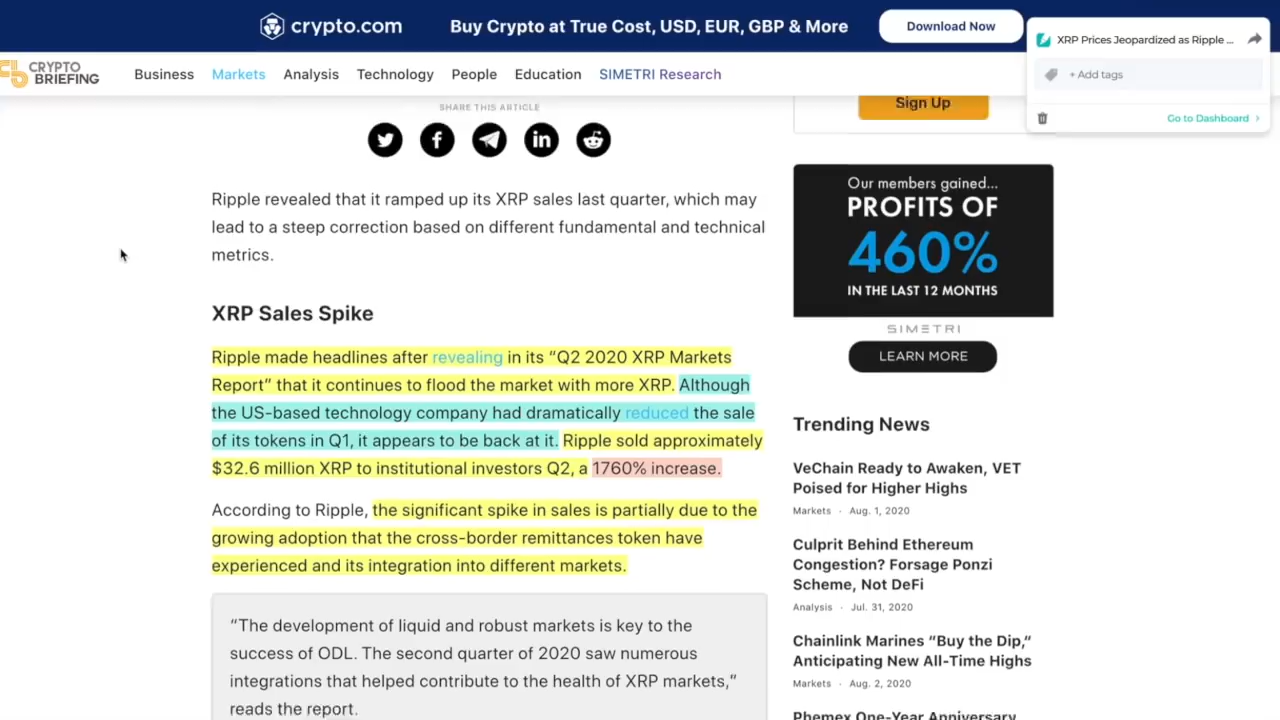 crypto.com
Buy Crypto at True Cost, USD, EUR, GBP & More
Download Now
XRP Prices Jeopardized as Ripple ...
+ Add tags
Go to Dashboard
CRYPTO
BRIEFING
Business
Markets
Analysis
Technology
People
Education
SIMETRI Research
SHARE THIS ARTICLE
Ripple revealed that it ramped up its XRP sales last quarter, which may
lead to a steep correction based on different fundamental and technical
metrics.
XRP Sales Spike
Ripple made headlines after revealing in its “Q2 2020 XRP Markets
Report” that it continues to flood the market with more XRP. Although
the US-based technology company had dramatically reduced the sale
of its tokens in Q1, it appears to be back at it. Ripple sold approximately
$32.6 million XRP to institutional investors Q2, a 1760% increase.
According to Ripple, the significant spike in sales is partially due to the
growing adoption that the cross-border remittances token have
experienced and its integration into different markets.
“The development of liquid and robust markets is key to the
success of ODL. The second quarter of 2020 saw numerous
integrations that helped contribute to the health of XRP markets,“
reads the report.
Sign Up
Our members gained...
PROFITS OF
460%
IN THE LAST 12 MONTHS
SIMETRI
LEARN MORE
Trending News
VeChain Ready to Awaken, VET
Poised for Higher Highs
Markets · Aug. 1, 2020
Culprit Behind Ethereum
Congestion? Forsage Ponzi
Scheme, Not DeFi
Analysis · Jul. 31, 2020
Chainlink Marines “Buy the Dip,”
Anticipating New All-Time Highs
Markets · Aug. 2, 2020
Phemex One-Year Anniversary